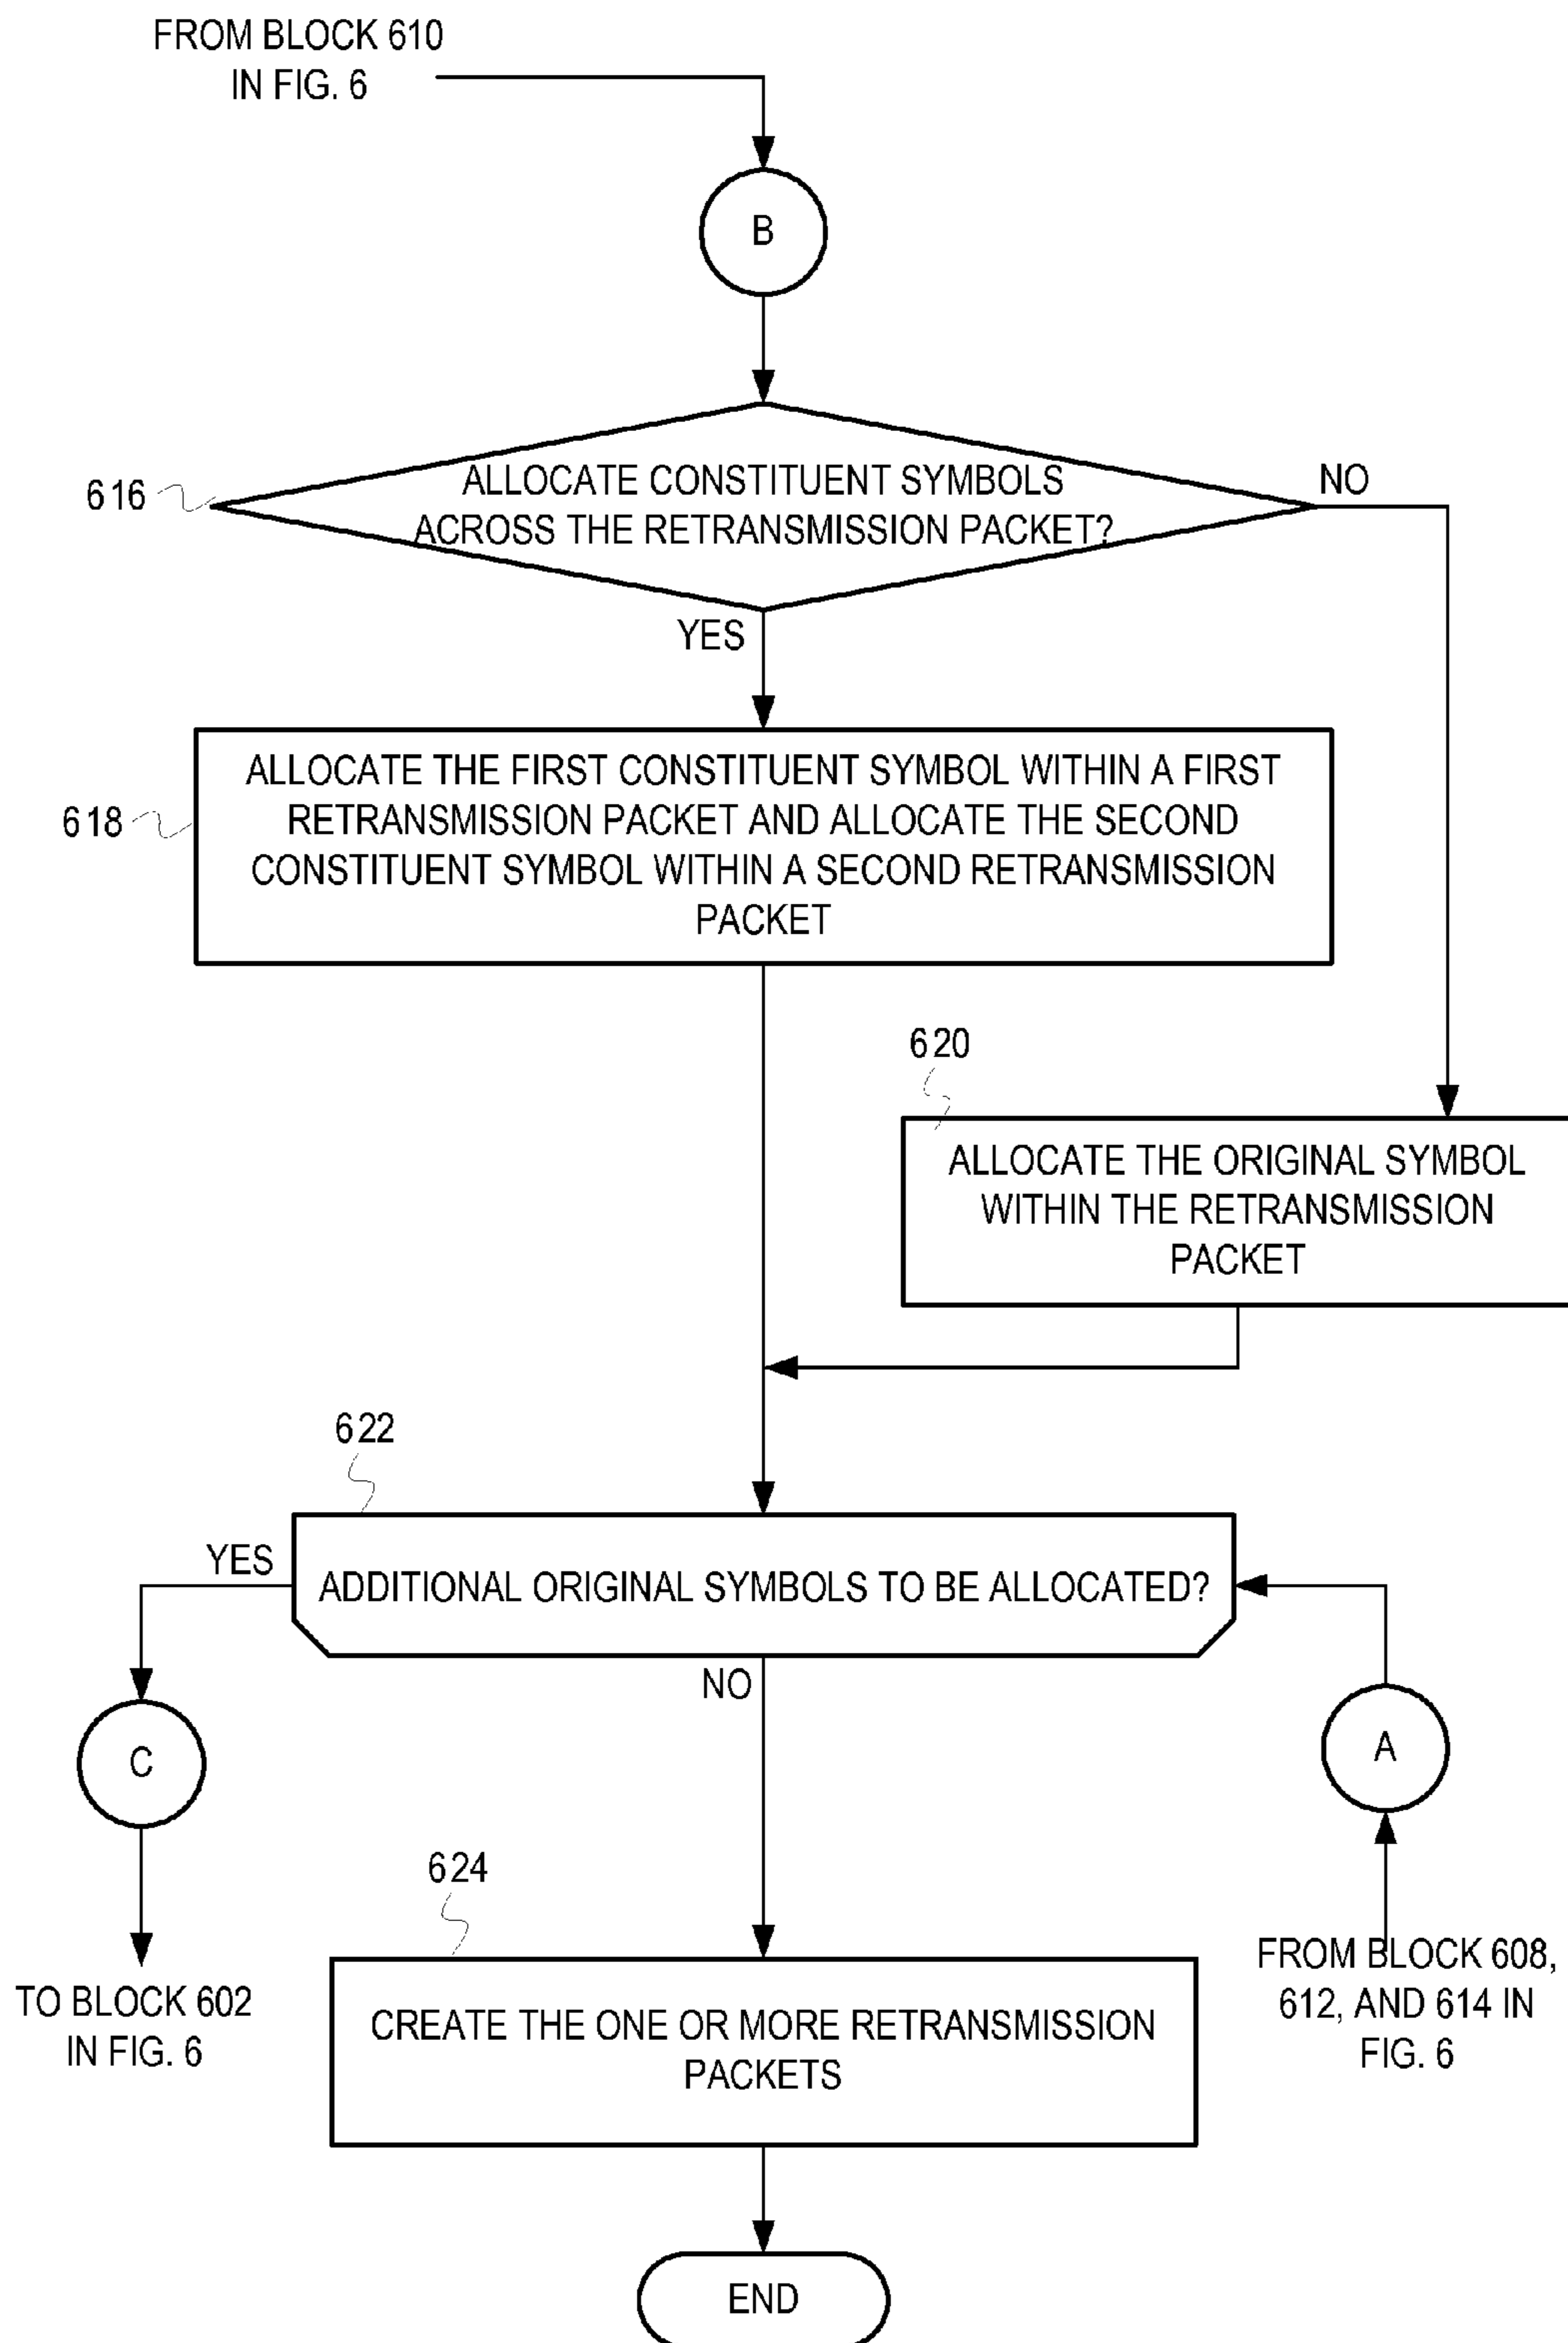 FROM BLOCK 610
IN FIG. 6
B
616
ALLOCATE CONSTITUENT SYMBOLS
ACROSS THE RETRANSMISSION PACKET?
NO
YES
618
ALLOCATE THE FIRST CONSTITUENT SYMBOL WITHIN A FIRST
RETRANSMISSION PACKET AND ALLOCATE THE SECOND
CONSTITUENT SYMBOL WITHIN A SECOND RETRANSMISSION
PACKET
620
ALLOCATE THE ORIGINAL SYMBOL
WITHIN THE RETRANSMISSION
PACKET
622
YES
ADDITIONAL ORIGINAL SYMBOLS TO BE ALLOCATED?
NO
C
A
624
TO BLOCK 602
IN FIG. 6
FROM BLOCK 608,
612, AND 614 IN
FIG. 6
CREATE THE ONE OR MORE RETRANSMISSION
PACKETS
END